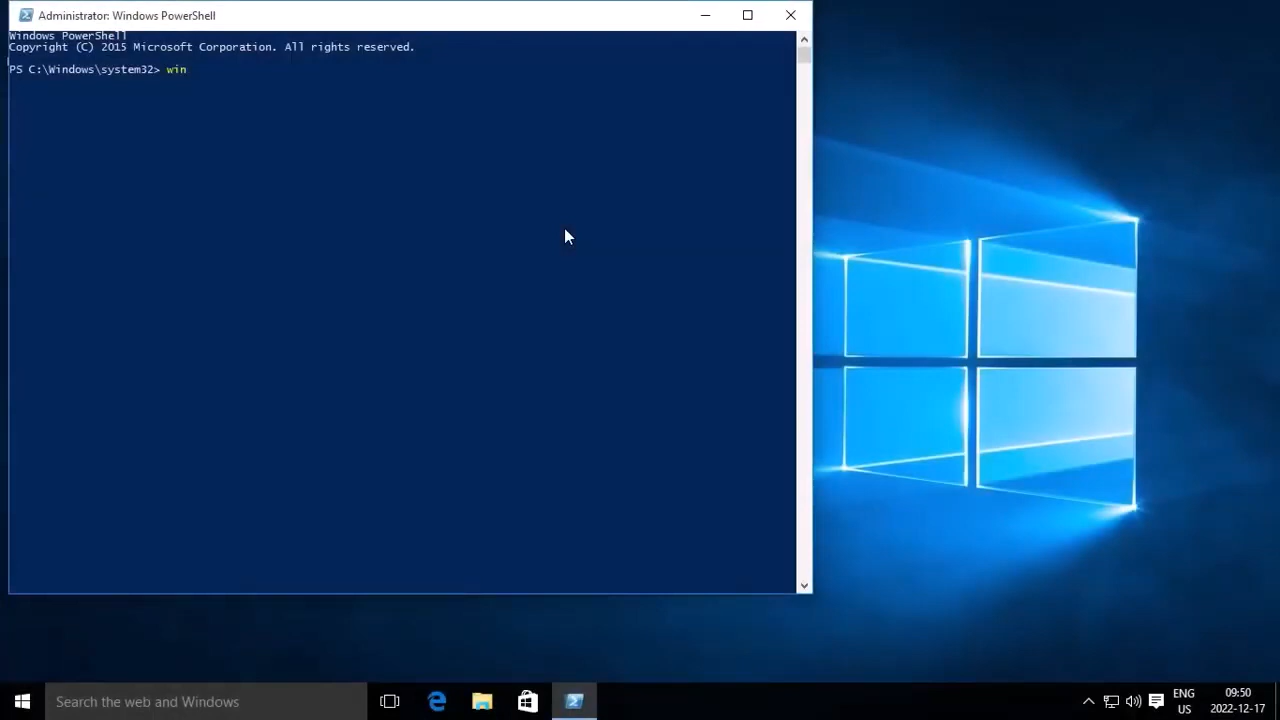 Administrator: Windows PowerShell
Windows PowerShell
Copyright (C) 2015 Microsoft Corporation. All rights reserved.
PS C:\Windows\system32> win
Search the web and Windows
ENG
US
09:50
2022-12-17